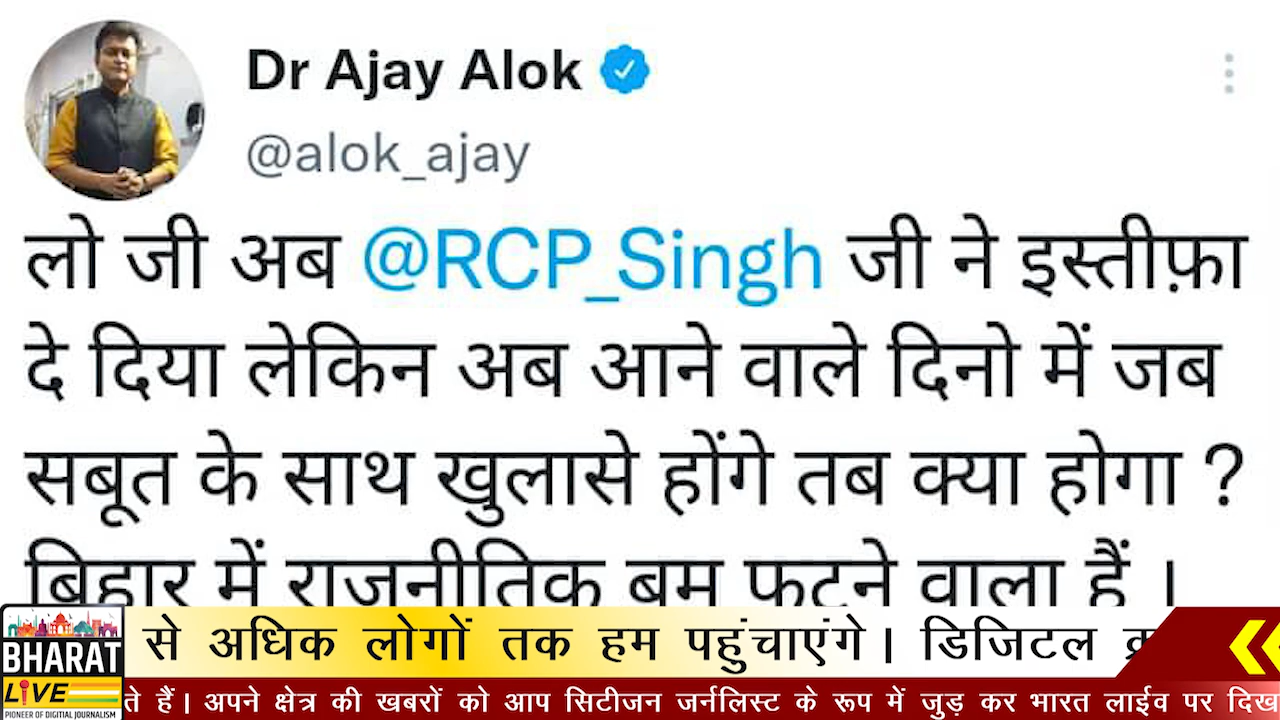 Dr Ajay Alok
@alok_ajay
लो जी अब @RCP_Singh जी ने इस्तीफ़ा
दे दिया लेकिन अब आने वाले दिनो में जब
सबूत के साथ खुलासे होंगे तब क्या होगा ?
बिहार में राजनीतिक बम फटने वाला हैं ।
BHARAT
LIVE
PIONEER OF DIGITIAL JOURNALISM
से अधिक लोगों तक हम पहुंचाएंगे। डिजिटल
ते हैं। अपने क्षेत्र की खबरों को आप सिटीजन जर्नलिस्ट के रूप में जुड़ कर भारत लाईव पर दिख